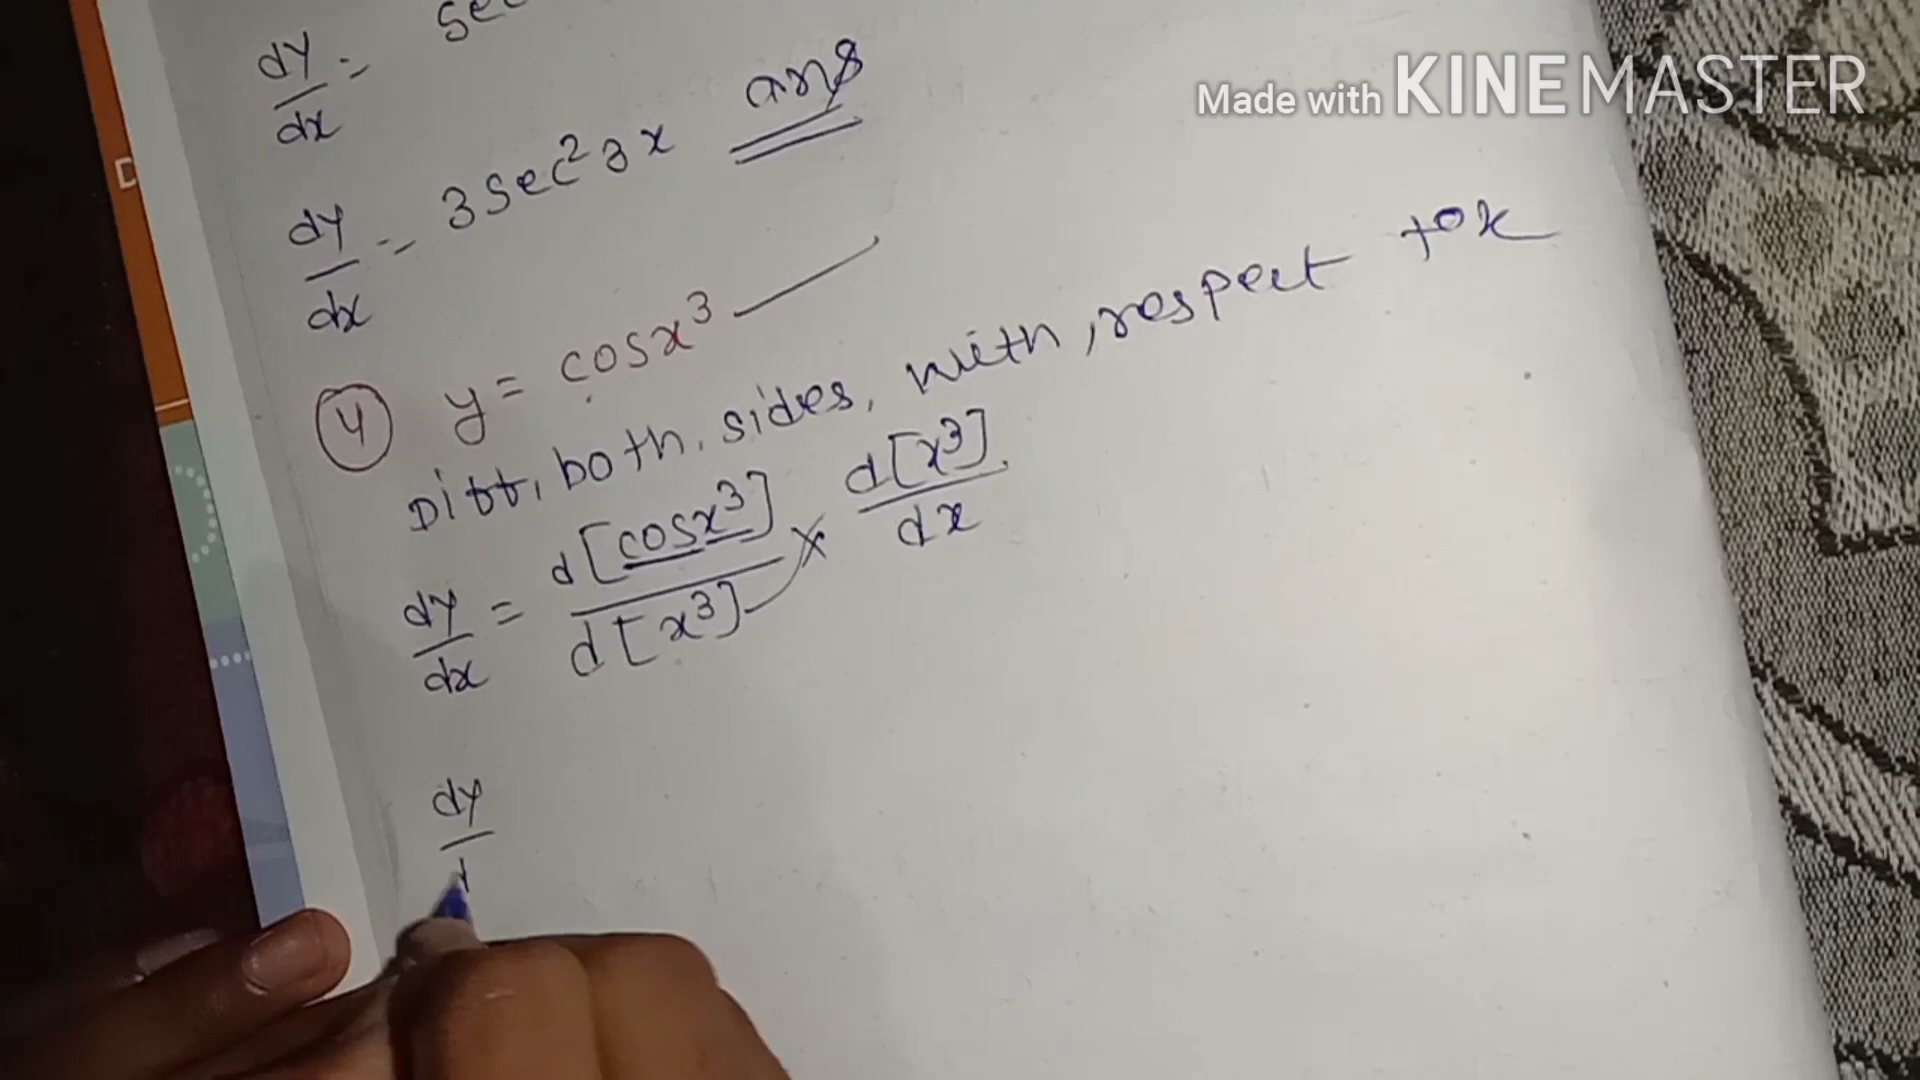 Made with KINEMASTER
dy/dx = sec
dy/dx = 3sec²3x ans
④ y = cosx³
Diff, both, sides, with, respect to x
dy/dx = d[cosx³]/d[x³] × d[x³]/dx
dy/d